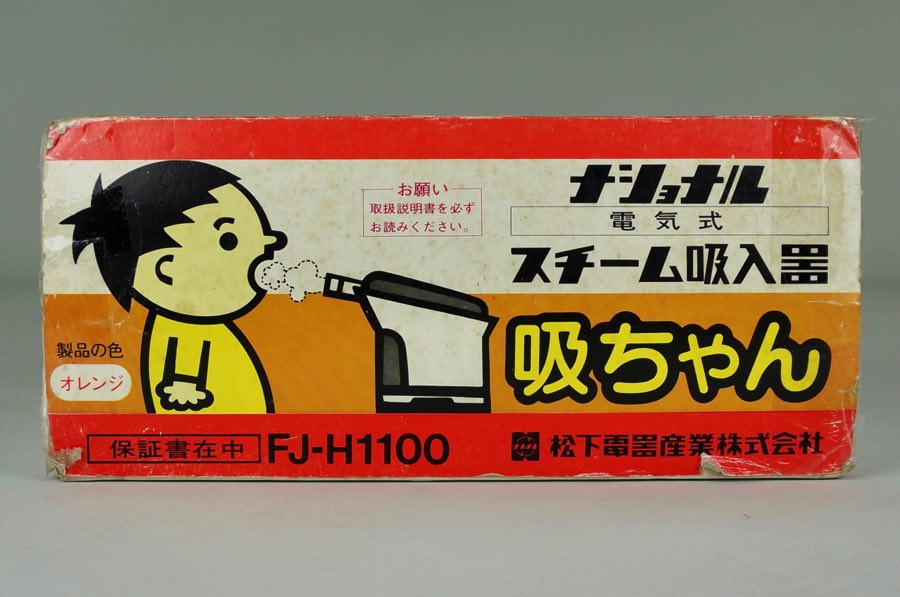 お願い
取扱説明書を必ず
お読みください。
ナショナル
電気式
スチーム吸入器
吸ちゃん
製品の色
オレンジ
保証書在中 FJ-H1100
松下電器産業株式会社